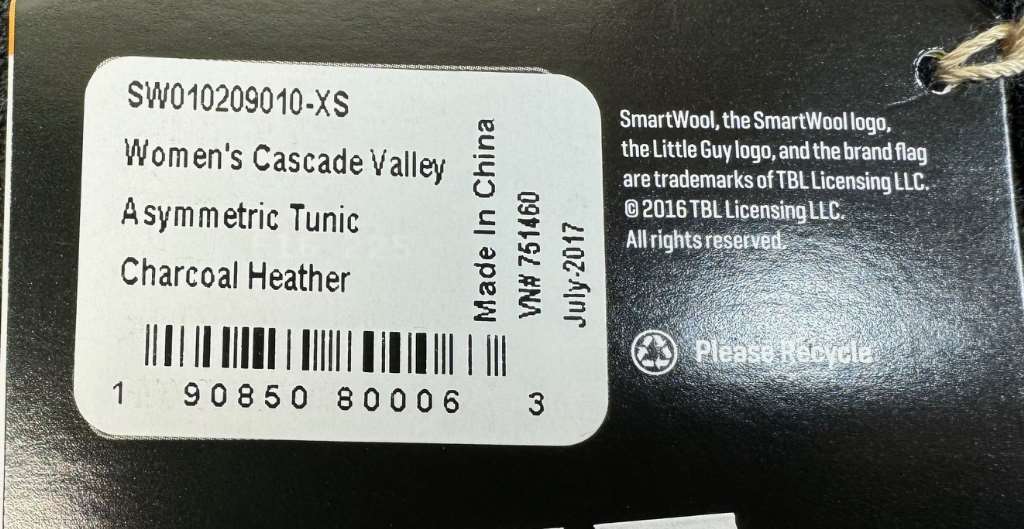 SW010209010-XS
Women's Cascade Valley
Asymmetric Tunic
Charcoal Heather
1 90850 80006 3
Made In China
VN# 751460
July-2017
SmartWool, the SmartWool logo,
the Little Guy logo, and the brand flag
are trademarks of TBL Licensing LLC.
© 2016 TBL Licensing LLC.
All rights reserved.
Please Recycle